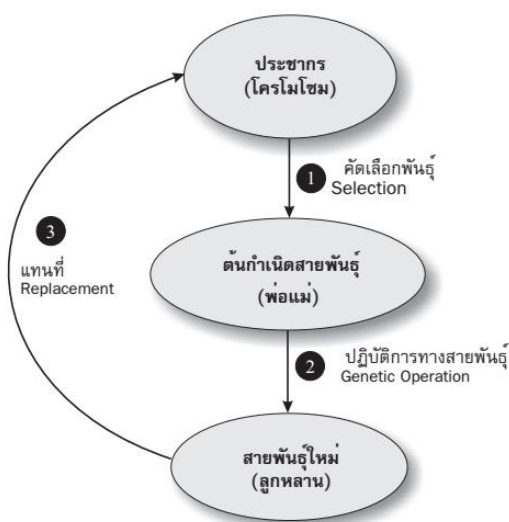 ประชากร
(โครโมโซม)
1
คัดเลือกพันธุ์
Selection
3
แทนที่
Replacement
ต้นกำเนิดสายพันธุ์
(พ่อแม่)
2
ปฏิบัติการทางสายพันธุ์
Genetic Operation
สายพันธุ์ใหม่
(ลูกหลาน)